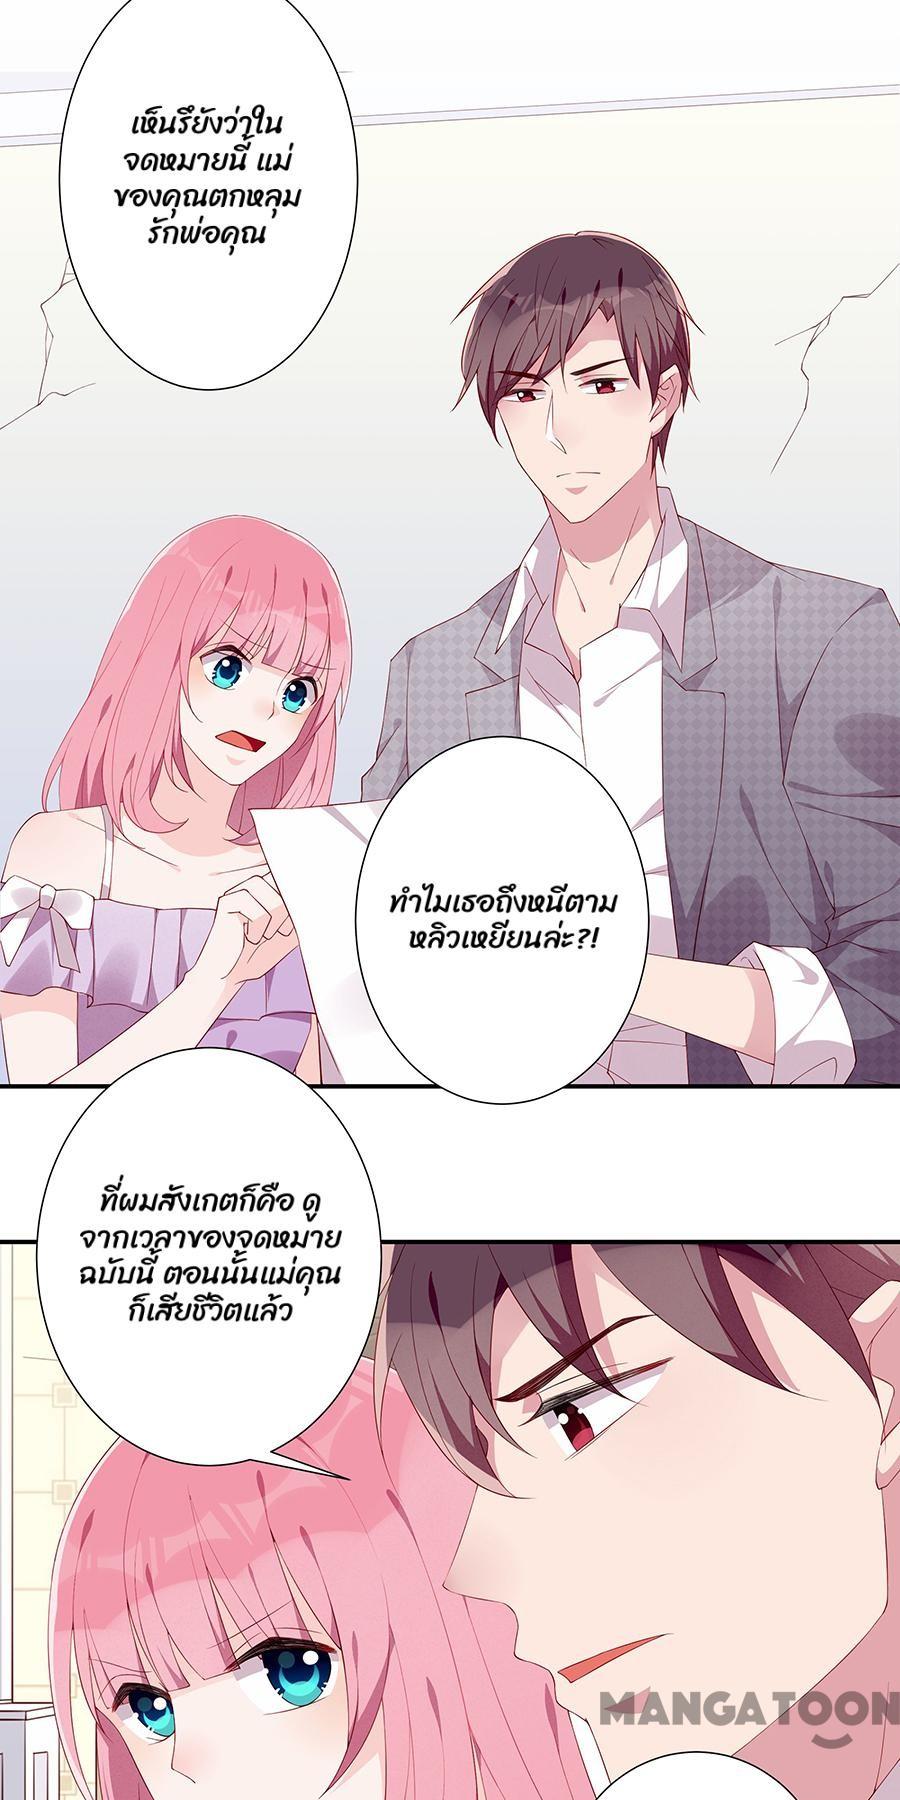 เห็นรึยังว่าใน
จดหมายนี้ แม่
ของคุณตกหลุม
รักพ่อคุณ
ทำไมเธอถึงหนีตาม
หลิวเหยียนล่ะ?!
ที่ผมสังเกตก็คือ ดู
จากเวลาของจดหมาย
ฉบับนี้ ตอนนั้นแม่คุณ
ก็เสียชีวิตแล้ว
MANGATOON